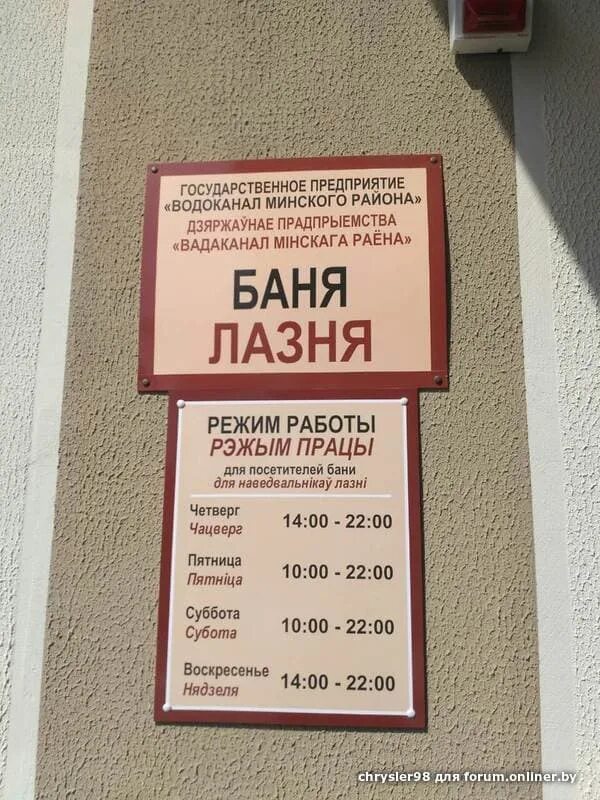 ГОСУДАРСТВЕННОЕ ПРЕДПРИЯТИЕ
«ВОДОКАНАЛ МИНСКОГО РАЙОНА»
ДЗЯРЖАЎНАЕ ПРАДПРЫЕМСТВА
«ВАДАКАНАЛ МІНСКАГА РАЁНА»
БАНЯ
ЛАЗНЯ
РЕЖИМ РАБОТЫ
РЭЖЫМ ПРАЦЫ
для посетителей бани
для наведвальнікаў лазні
Четверг
Чацверг
14:00 - 22:00
Пятница
Пятніца
10:00 - 22:00
Суббота
Субота
10:00 - 22:00
Воскресенье
Нядзеля
14:00 - 22:00
chrysler98 для forum.onliner.by